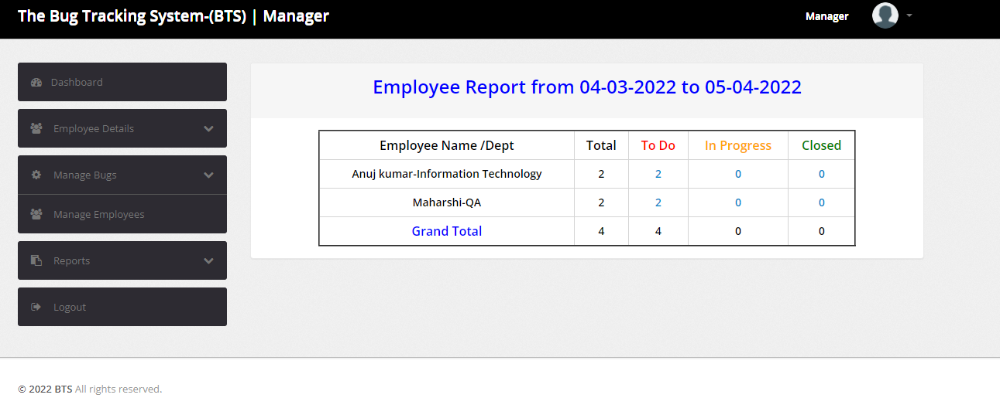 The Bug Tracking System-(BTS) | Manager
Manager
Dashboard
Employee Details
Manage Bugs
Manage Employees
Reports
Logout
Employee Report from 04-03-2022 to 05-04-2022
Employee Name /Dept Total To Do In Progress Closed
Anuj kumar-Information Technology 2 2 0 0
Maharshi-QA 2 2 0 0
Grand Total 4 4 0 0
© 2022 BTS All rights reserved.